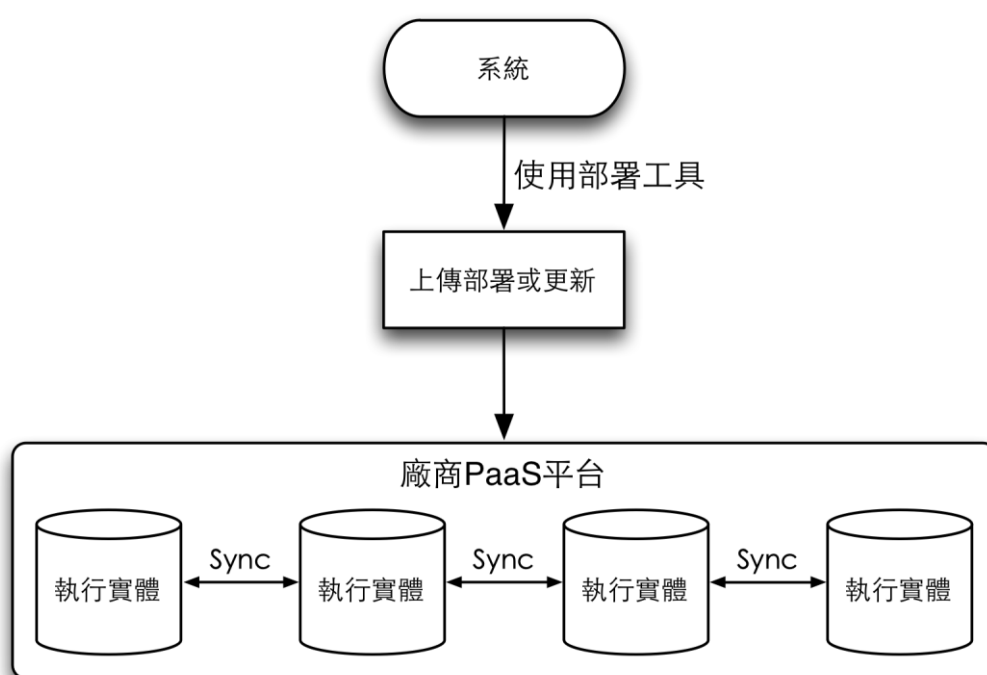 系統
使用部署工具
上傳部署或更新
廠商PaaS平台
Sync
Sync
Sync
執行實體
執行實體
執行實體
執行實體